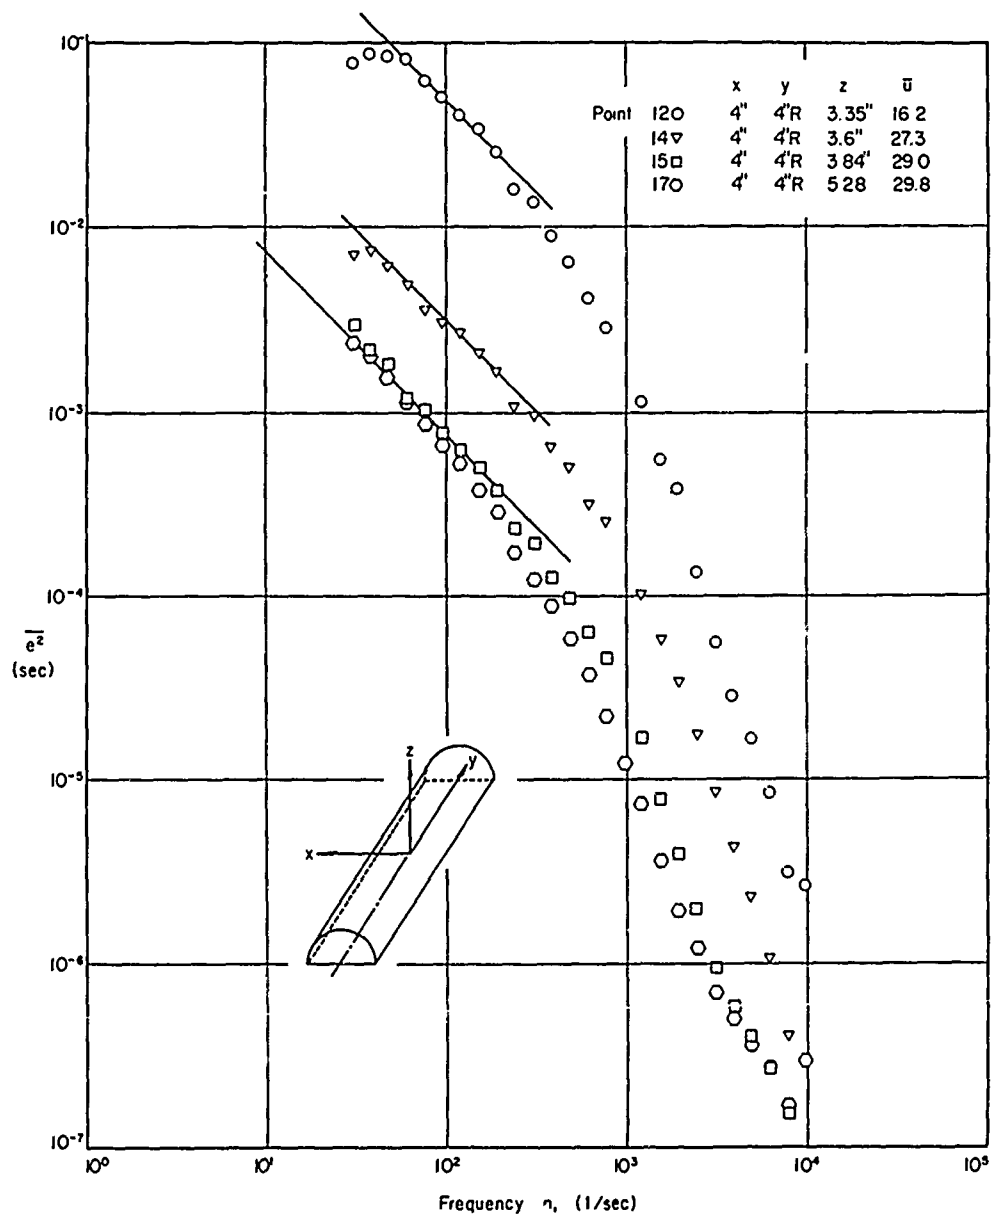 10⁻
x y z ū
Point 12○ 4" 4"R 3.35" 16 2
14▽ 4" 4"R 3.6" 27.3
15□ 4" 4"R 3 84" 29 0
17○ 4" 4"R 5 28 29.8
10⁻²
10⁻³
10⁻⁴
e²
(sec)
z
y
10⁻⁵
x
10⁻⁶
10⁻⁷
10⁰ 10¹ 10² 10³ 10⁴ 10⁵
Frequency n, (1/sec)